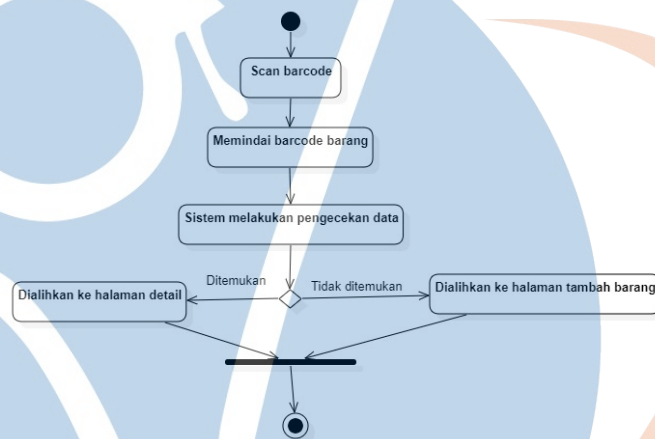 Scan barcode
Memindai barcode barang
Sistem melakukan pengecekan data
Ditemukan
Tidak ditemukan
Dialihkan ke halaman detail
Dialihkan ke halaman tambah barang